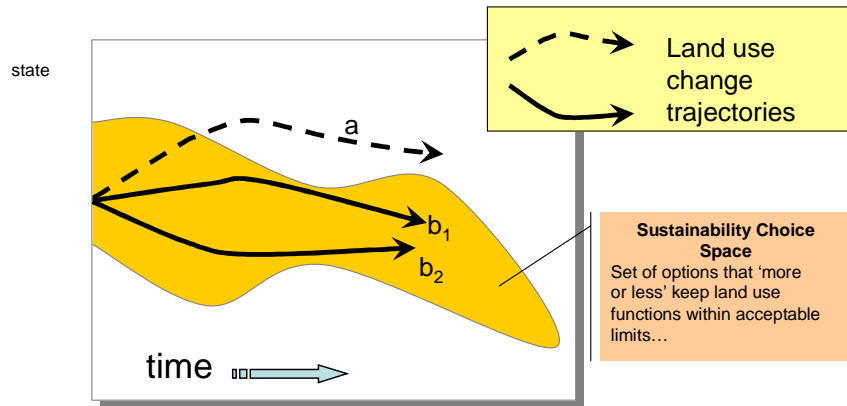 state
Land use
change
trajectories
a
b1
b2
Sustainability Choice
Space
Set of options that ‘more
or less’ keep land use
functions within acceptable
limits…
time